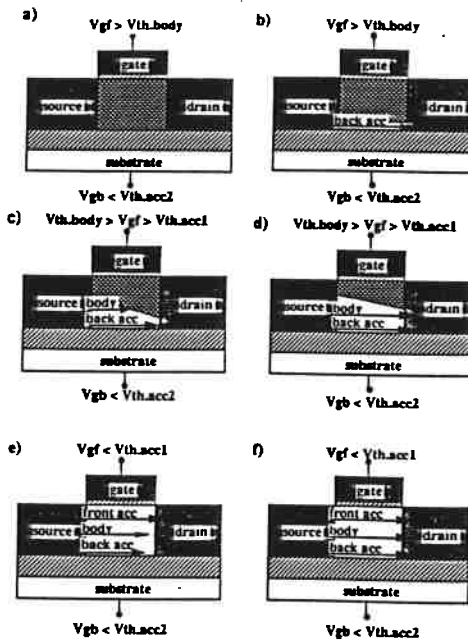 a)
Vgf > Vth.body
gate
source
drain
substrate
Vgb < Vth.acc2
b)
Vgf > Vth.body
gate
source
drain
back acc
substrate
Vgb < Vth.acc2
c)
Vth.body > Vgf > Vth.acc1
gate
source
body
drain
back acc
substrate
Vgb < Vth.acc2
d)
Vth.body > Vgf > Vth.acc1
gate
source
body
drain
back acc
substrate
Vgb < Vth.acc2
e)
Vgf < Vth.acc1
gate
front acc
source
body
drain
back acc
substrate
Vgb < Vth.acc2
f)
Vgf < Vth.acc1
gate
front acc
source
body
drain
back acc
substrate
Vgb < Vth.acc2